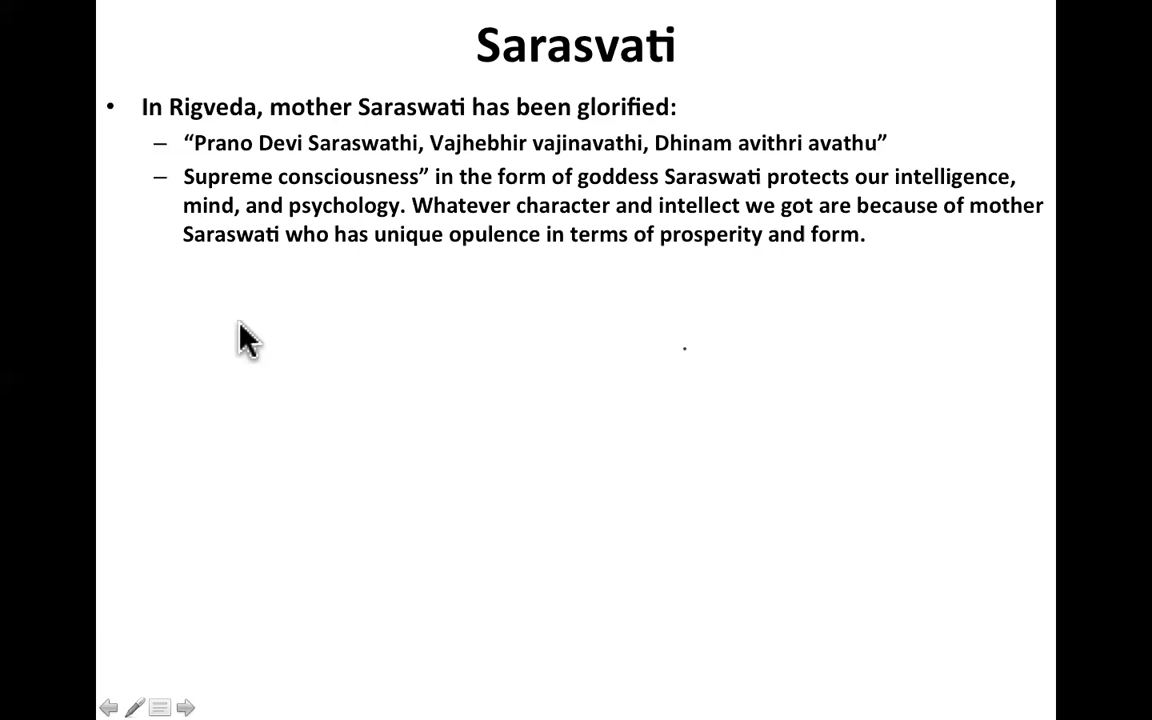 Sarasvati
• In Rigveda, mother Saraswati has been glorified:
– “Prano Devi Saraswathi, Vajhebhir vajinavathi, Dhinam avithri avathu”
– Supreme consciousness” in the form of goddess Saraswati protects our intelligence,
mind, and psychology. Whatever character and intellect we got are because of mother
Saraswati who has unique opulence in terms of prosperity and form.